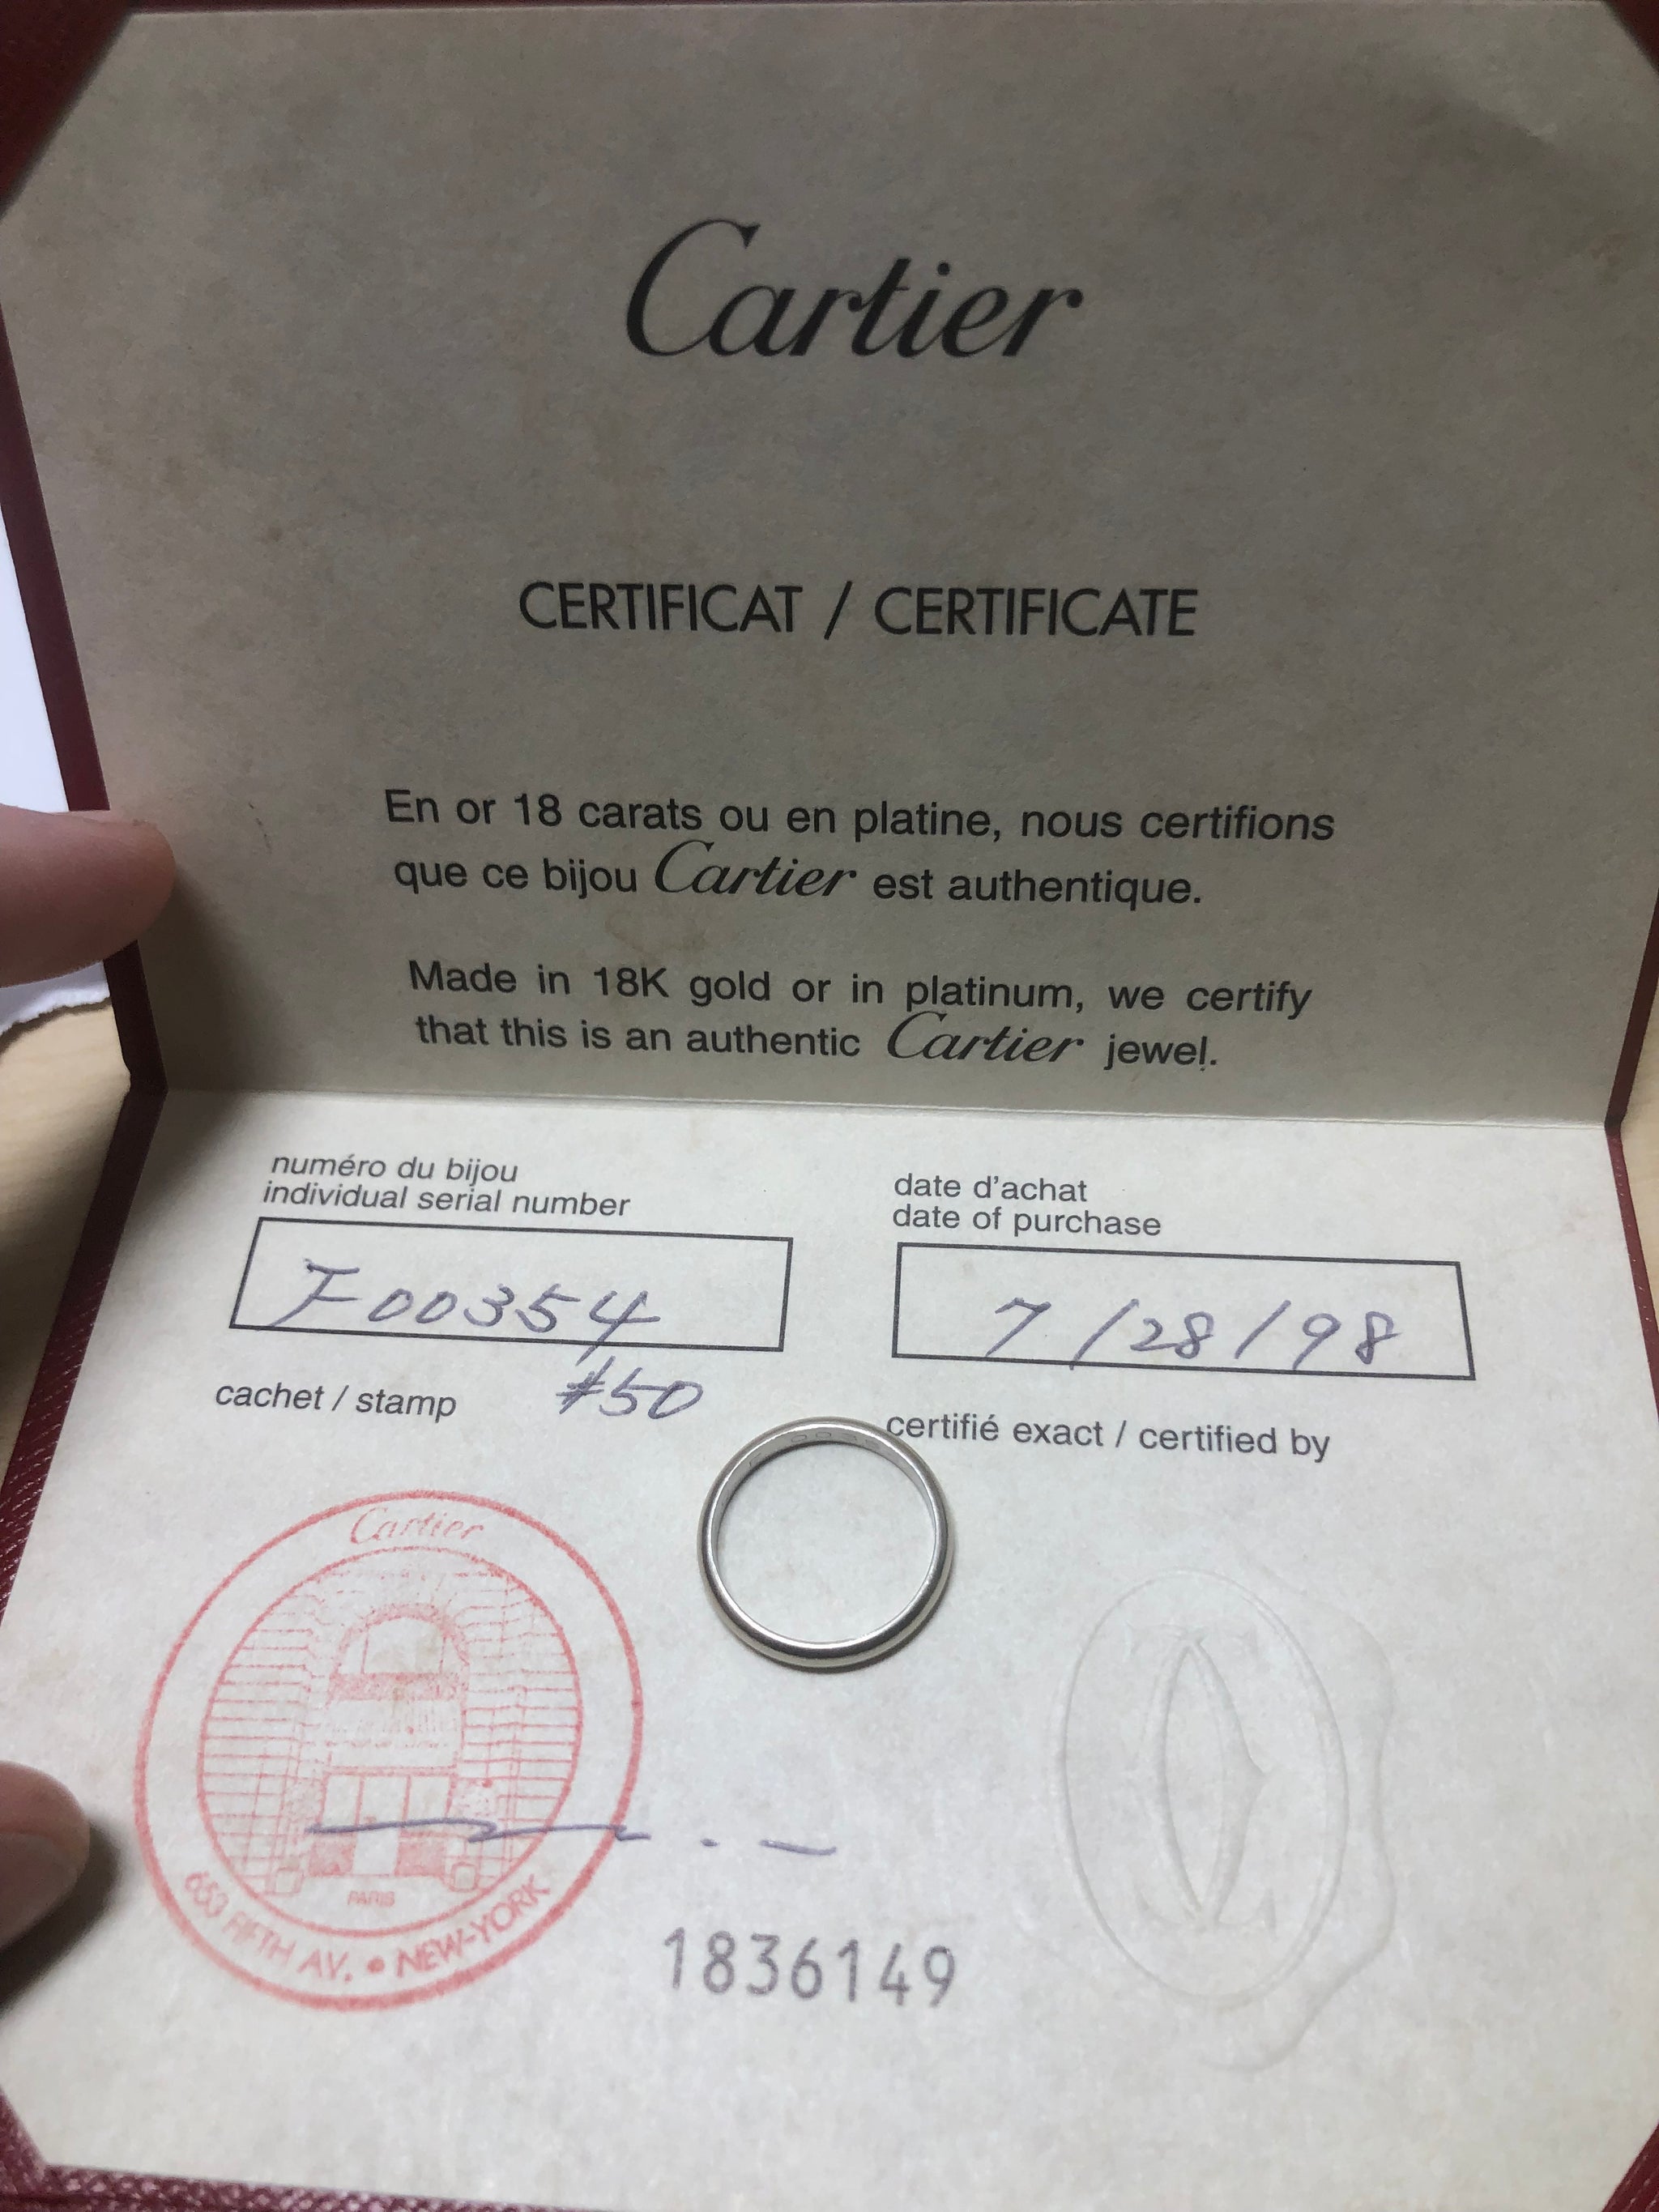 Cartier
CERTIFICAT / CERTIFICATE
En or 18 carats ou en platine, nous certifions
que ce bijou Cartier est authentique.
Made in 18K gold or in platinum, we certify
that this is an authentic Cartier jewel.
numéro du bijou
individual serial number
F00354
#50
date d'achat
date of purchase
7/28/98
cachet / stamp
certifié exact / certified by
Cartier
PARIS
653 FIFTH AV. • NEW-YORK
1836149